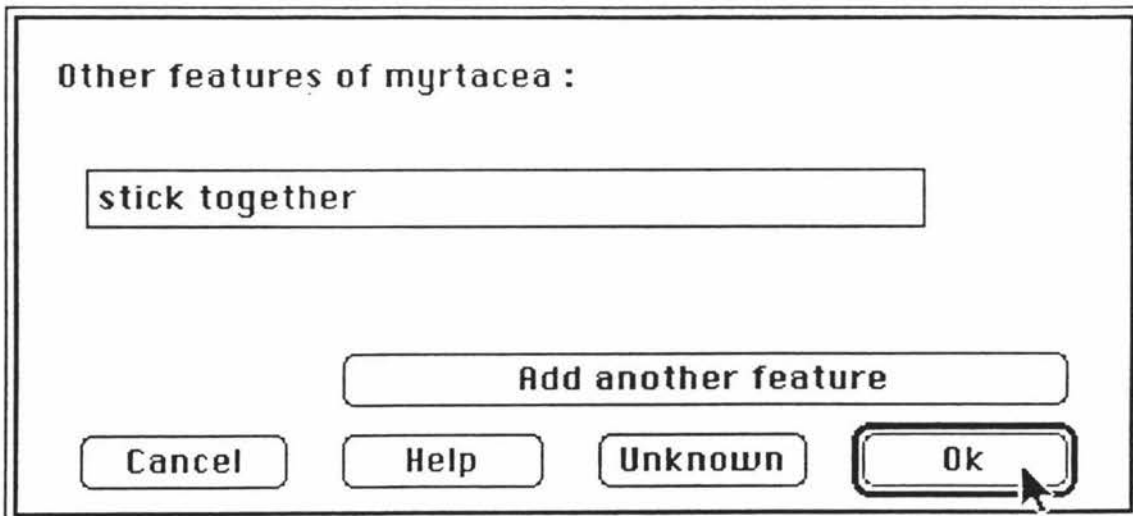 Other features of myrtacea :
stick together
Add another feature
Cancel Help Unknown Ok